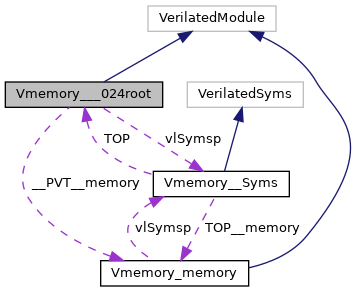 VerilatedModule
Vmemory___024root
VerilatedSyms
TOP
vlSymsp
__PVT__memory
Vmemory__Syms
vlSymsp
TOP__memory
Vmemory_memory